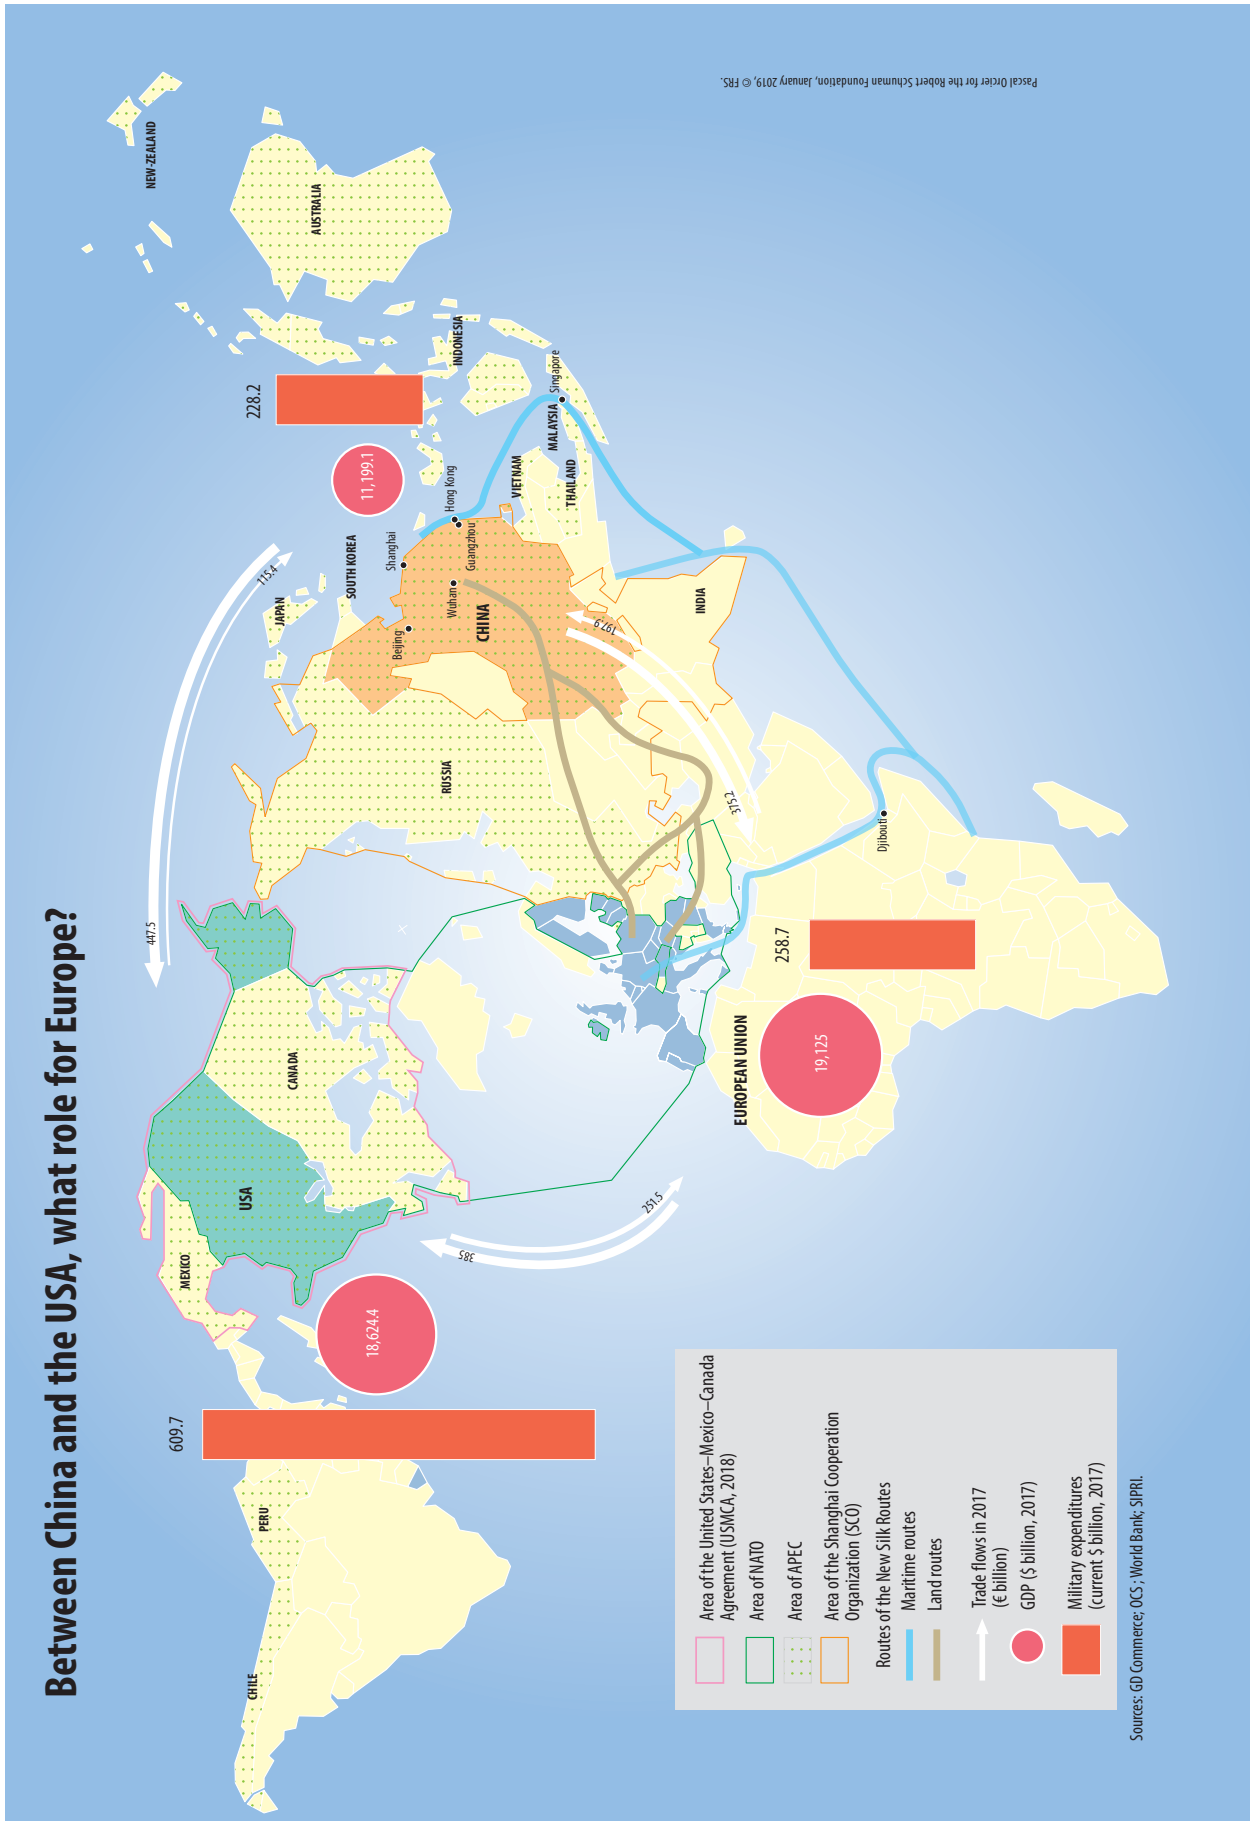 Between China and the USA, what role for Europe?
NEW-ZEALAND
AUSTRALIA
INDONESIA
228.2
Singapore
MALAYSIA
11,199.1
Hong Kong
VIETNAM
THAILAND
Shanghai
Guangzhou
SOUTH KOREA
JAPAN
115.4
Wuhan
CHINA
Beijing
INDIA
197.9
RUSSIA
375.2
Djibouti
447.5
258.7
19,125
EUROPEAN UNION
CANADA
USA
MEXICO
251.5
385
18,624.4
609.7
PERU
CHILE
Area of the United States–Mexico–Canada
Agreement (USMCA, 2018)
Area of NATO
Area of APEC
Area of the Shanghai Cooperation
Organization (SCO)
Routes of the New Silk Routes
Maritime routes
Land routes
Trade flows in 2017
(€ billion)
GDP ($ billion, 2017)
Military expenditures
(current $ billion, 2017)
Sources: GD Commerce; OCS ; World Bank; SIPRI.
Pascal Orcier for the Robert Schuman Foundation, January 2019, © FRS.